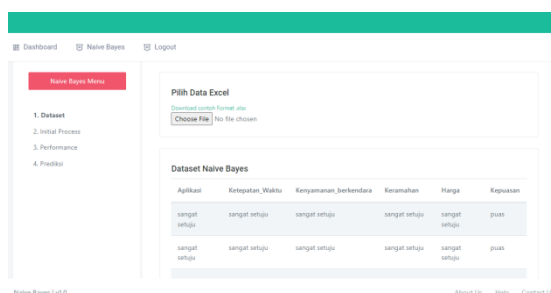 Dashboard Naive Bayes Logout
Naive Bayes Menu
1. Dataset
2. Initial Process
3. Performance
4. Prediksi
Pilih Data Excel
Download contoh Format .xlsx
Choose File No file chosen
Dataset Naive Bayes
Aplikasi Ketepatan_Waktu Kenyamanan_berkendara Keramahan Harga Kepuasan
sangat setuju sangat setuju sangat setuju sangat setuju sangat setuju puas
sangat setuju sangat setuju sangat setuju sangat setuju sangat setuju puas
Naive Bayes
About Us Help Contact